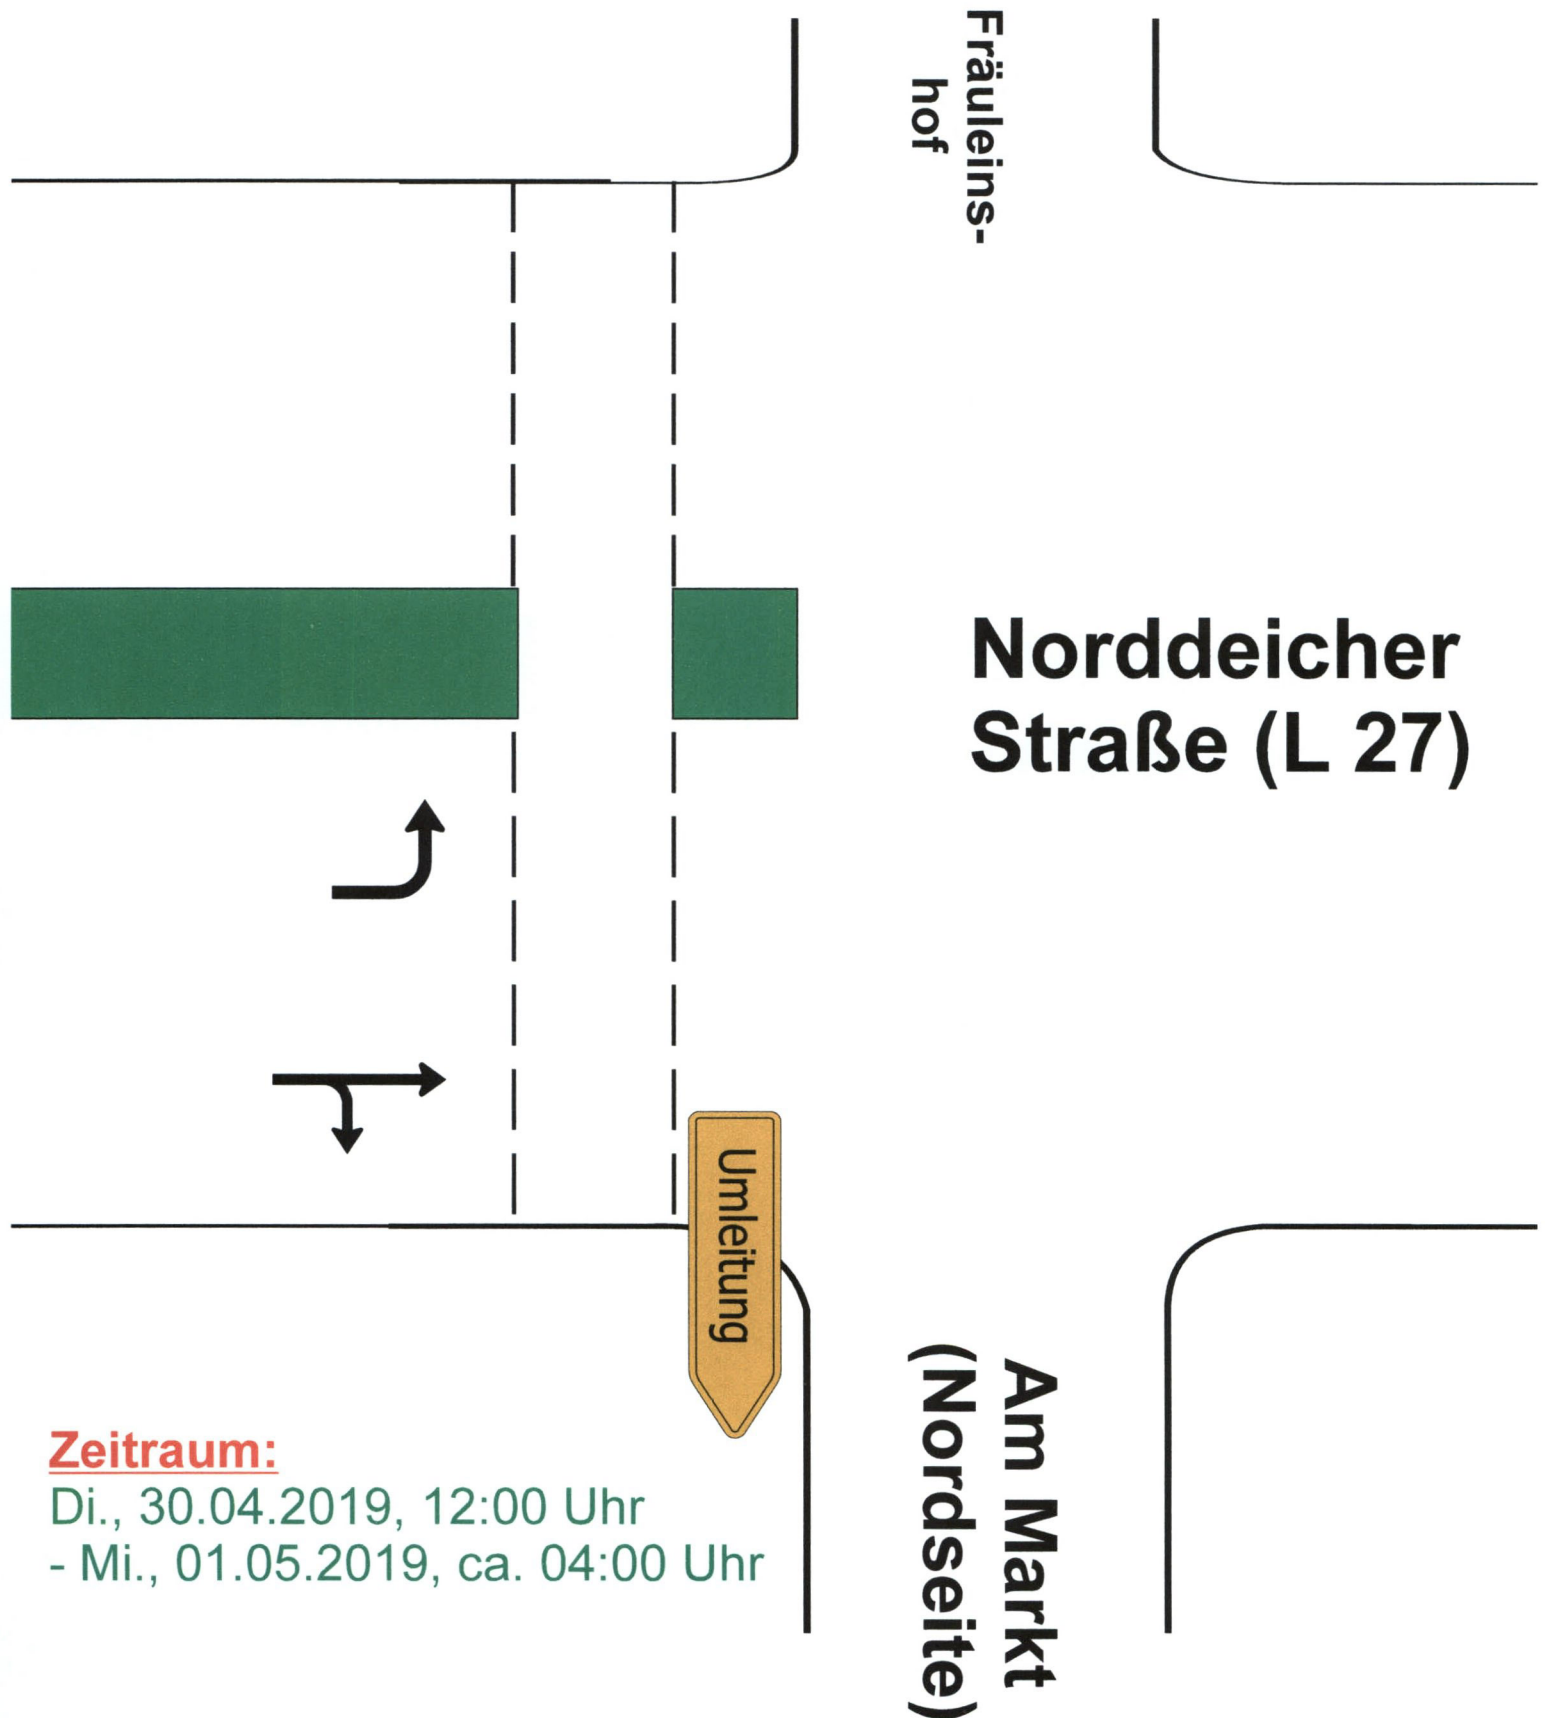 Fräuleins-
hof
Norddeicher
Straße (L 27)
Umleitung
Am Markt
(Nordseite)
Zeitraum:
Di., 30.04.2019, 12:00 Uhr
- Mi., 01.05.2019, ca. 04:00 Uhr